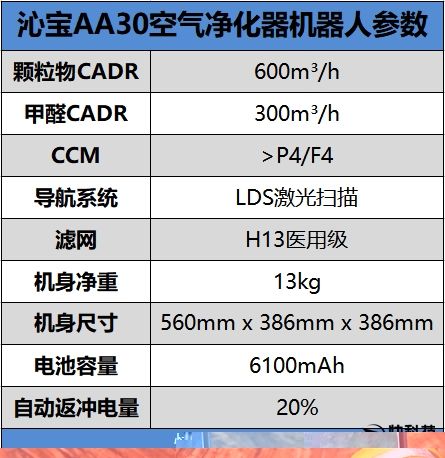 沁宝AA30空气净化器机器人参数
颗粒物CADR 600m³/h
甲醛CADR 300m³/h
CCM >P4/F4
导航系统 LDS激光扫描
滤网 H13医用级
机身净重 13kg
机身尺寸 560mm x 386mm x 386mm
电池容量 6100mAh
自动返冲电量 20%